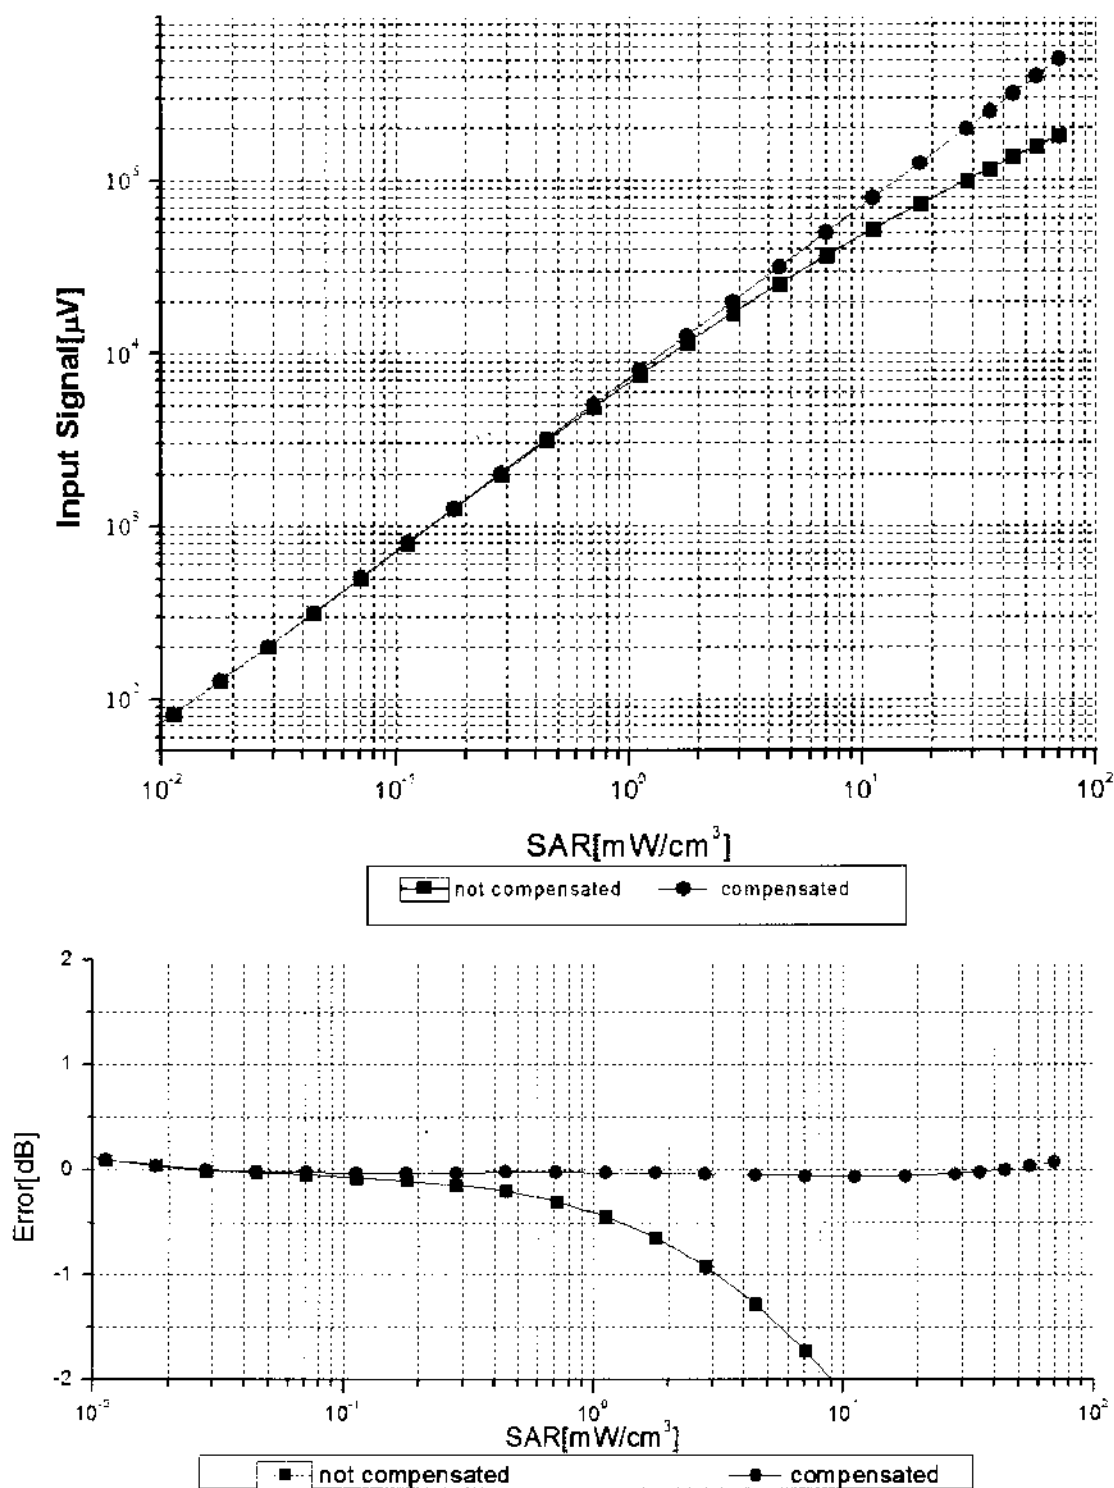 10⁵
10⁴
10³
10²
Input Signal[µV]
10⁻² 10⁻¹ 10⁰ 10¹ 10²
SAR[mW/cm³]
not compensated compensated
2
1
0
-1
-2
Error[dB]
10⁻¹ 10⁰ 10¹ 10²
SAR[mW/cm³]
not compensated compensated